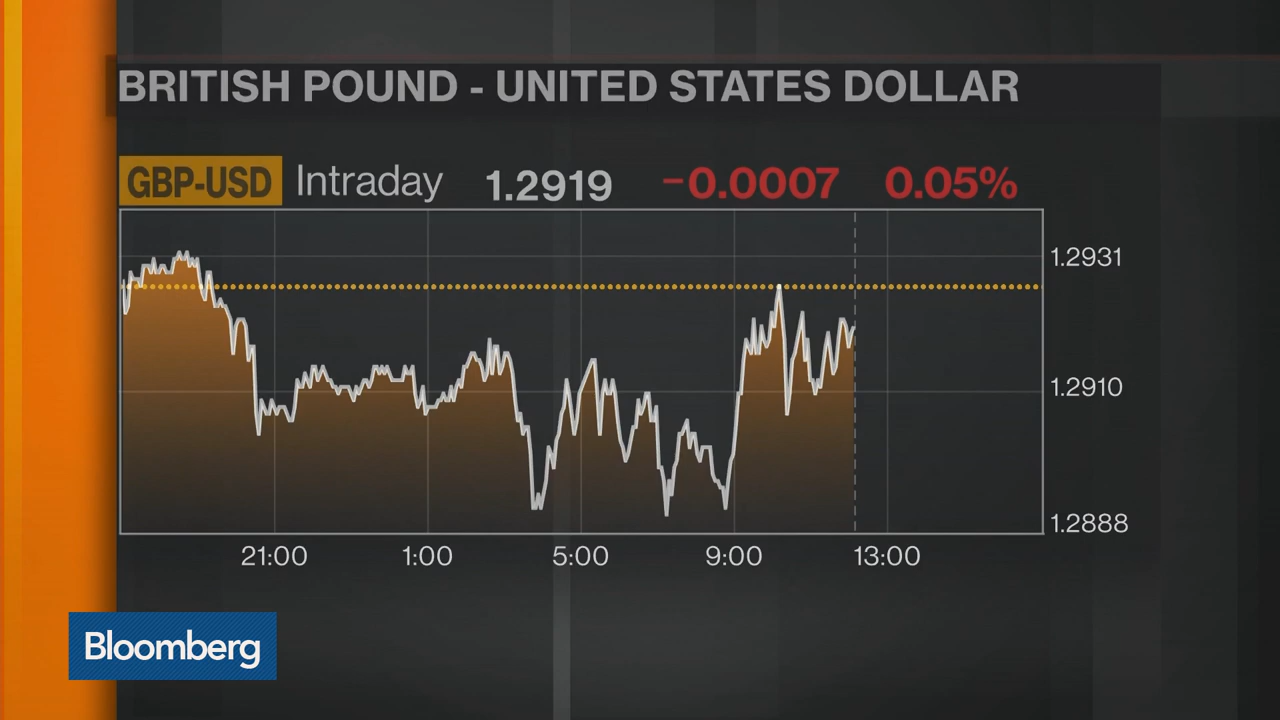 BRITISH POUND - UNITED STATES DOLLAR
GBP-USD Intraday 1.2919 -0.0007 0.05%
1.2931
1.2910
1.2888
21:00 1:00 5:00 9:00 13:00
Bloomberg